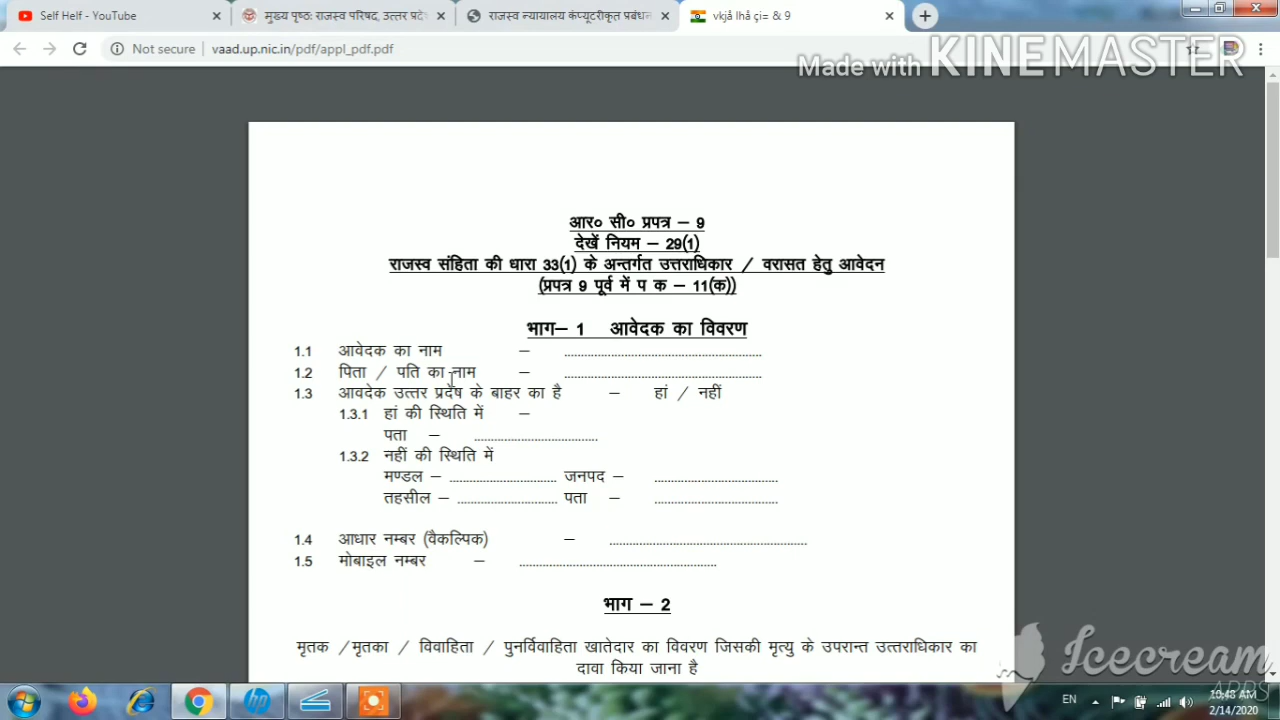 Self Helf - YouTube
मुख्य पृष्ठः राजस्व परिषद, उत्तर प्रदे
राजस्व न्यायालय कंप्यूटरीकृत प्रबंधन
vkjå lhå çi= & 9
Not secure
vaad.up.nic.in/pdf/appl_pdf.pdf
Made with KINEMASTER
आर० सी० प्रपत्र – 9
देखें नियम – 29(1)
राजस्व संहिता की धारा 33(1) के अन्तर्गत उत्तराधिकार / वरासत हेतु आवेदन
(प्रपत्र 9 पूर्व में प क – 11(क))
भाग– 1 आवेदक का विवरण
1.1 आवेदक का नाम – ........................................................
1.2 पिता / पति का नाम – ........................................................
1.3 आवदेक उत्तर प्रदेष के बाहर का है – हां / नहीं
1.3.1 हां की स्थिति में –
पता – ...................................
1.3.2 नहीं की स्थिति में
मण्डल – .............................. जनपद – ...................................
तहसील – ............................ पता – ...................................
1.4 आधार नम्बर (वैकल्पिक) – ........................................................
1.5 मोबाइल नम्बर – ........................................................
भाग – 2
मृतक /मृतका / विवाहिता / पुनर्विवाहिता खातेदार का विवरण जिसकी मृत्यु के उपरान्त उत्तराधिकार का
दावा किया जाना है
Icecream
APPS
EN
10:48 AM
2/14/2020